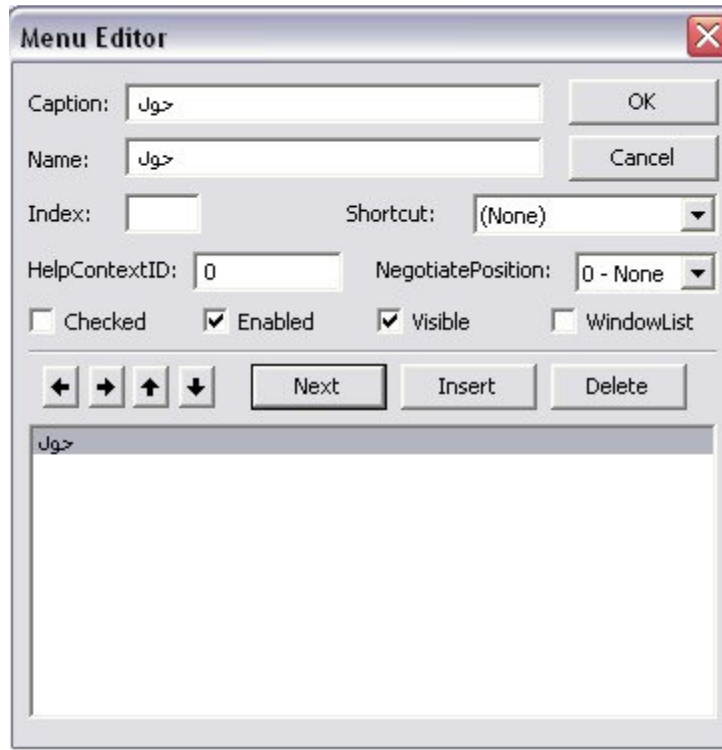 Menu Editor
Caption: حول OK
Name: حول Cancel
Index: Shortcut: (None)
HelpContextID: 0 NegotiatePosition: 0 - None
Checked Enabled Visible WindowList
Next Insert Delete
حول